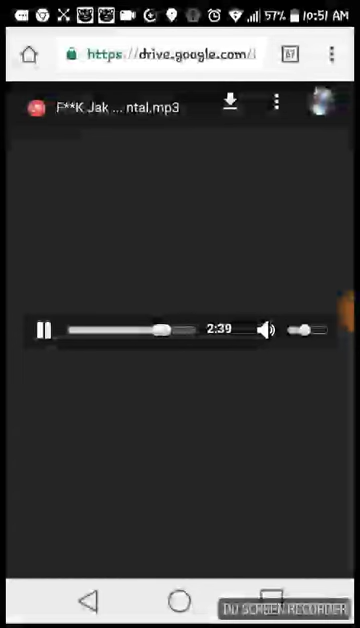 57% 10:51 AM
https://drive.google.com/ 67
F**K Jak ... ntal.mp3
2:39
DU SCREEN RECORDER